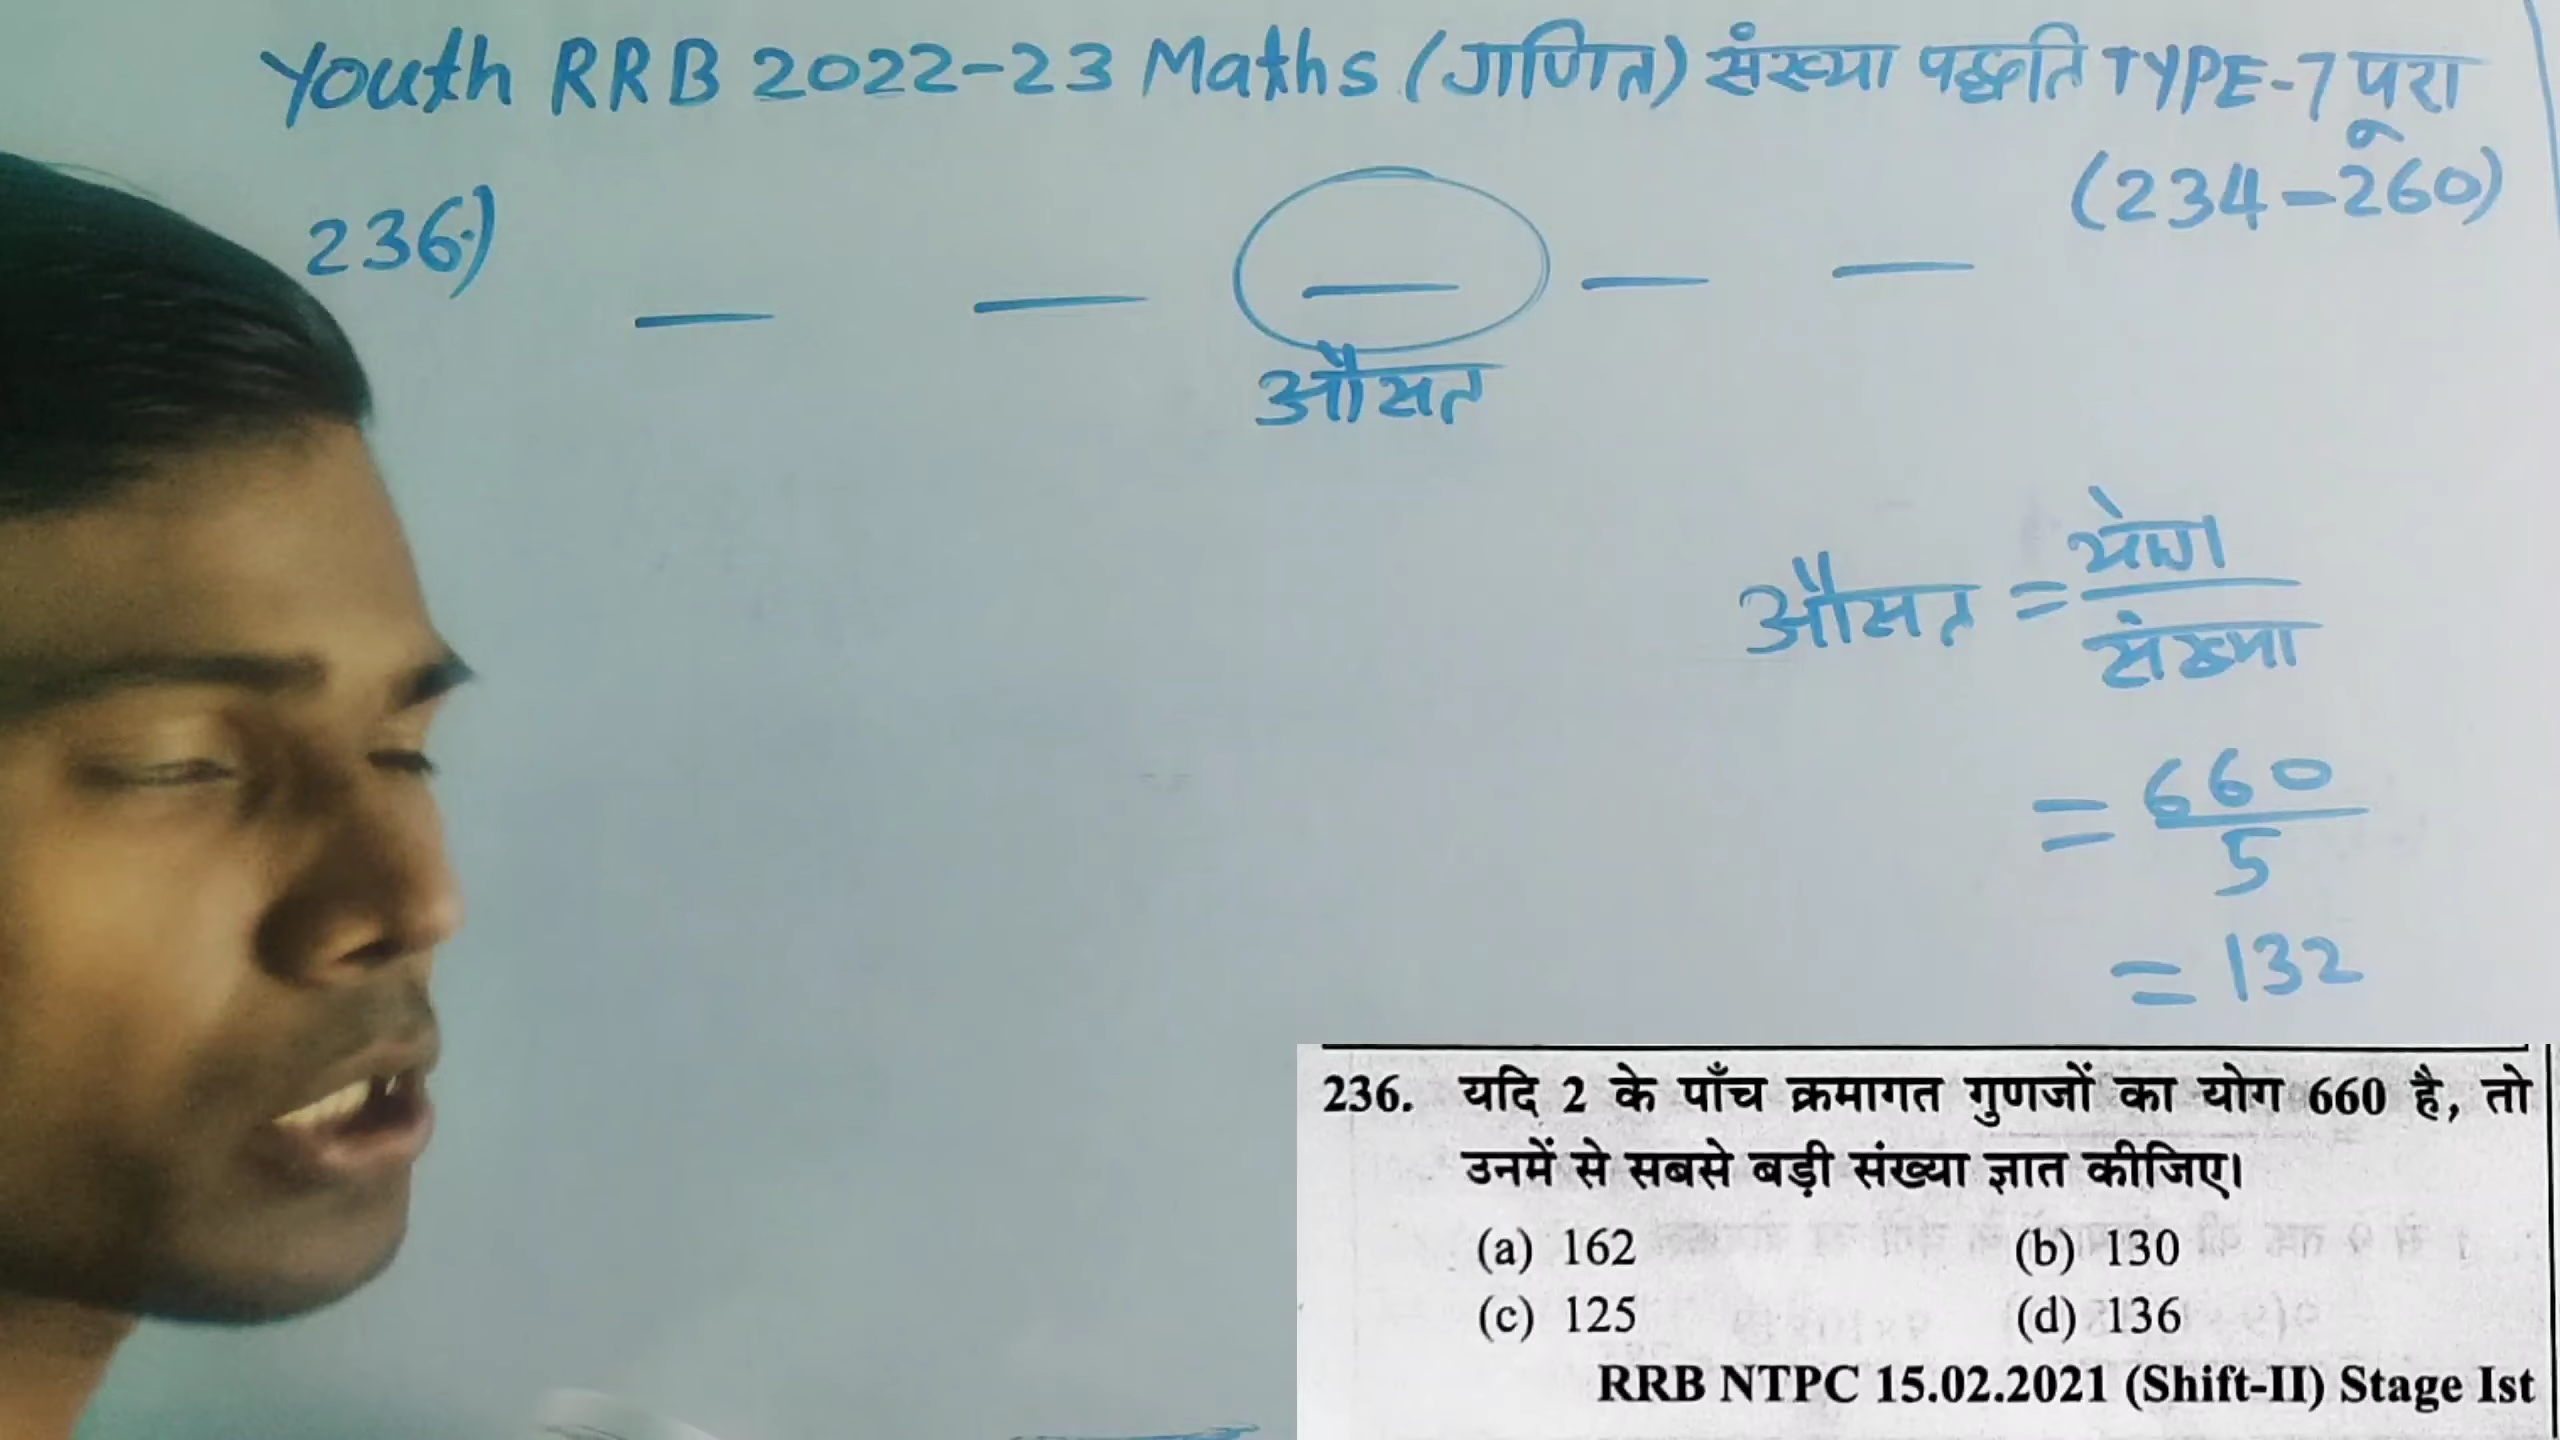 Youth RRB 2022-23 Maths (गणित) संख्या पद्धति TYPE-7 पूरा
(234-260)
236.)
औसत
औसत = योग / संख्या
= 660 / 5
= 132
236. यदि 2 के पाँच क्रमागत गुणजों का योग 660 है, तो
उनमें से सबसे बड़ी संख्या ज्ञात कीजिए।
(a) 162 (b) 130
(c) 125 (d) 136
RRB NTPC 15.02.2021 (Shift-II) Stage Ist